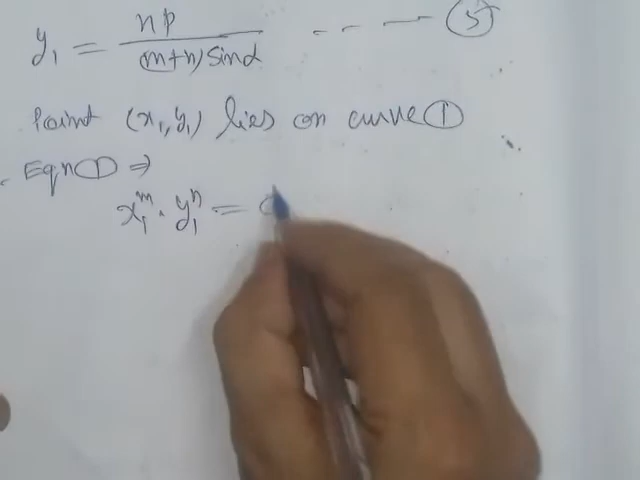 y₁ = np / (m+n) sinα - - - — ⑤
Point (x₁, y₁) lies on curve ①
Eqn ① ⇒
x₁ᵐ · y₁ⁿ =